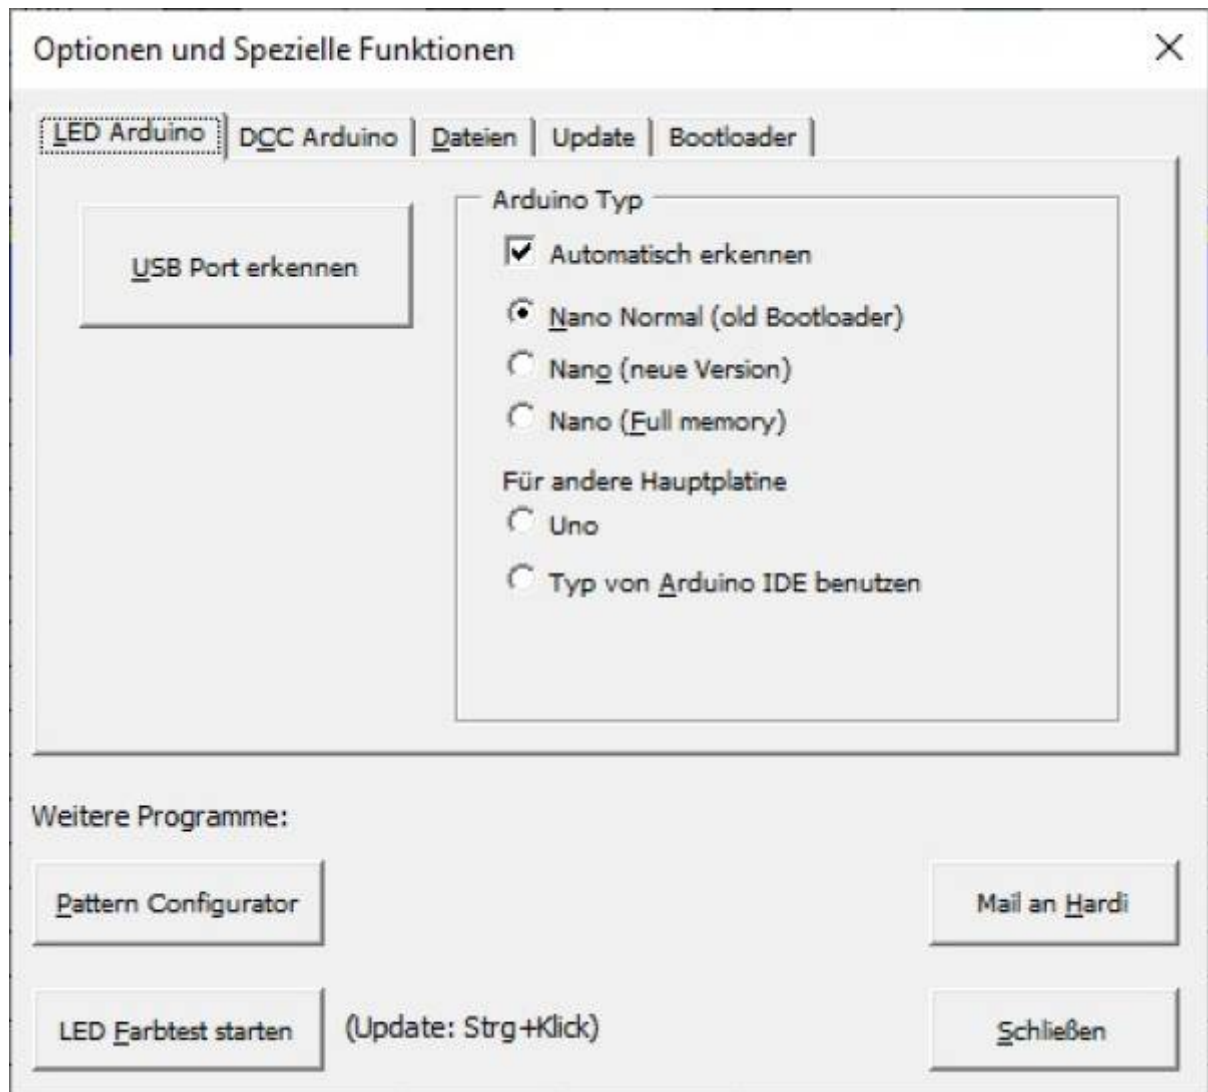 Optionen und Spezielle Funktionen
LED Arduino DCC Arduino Dateien Update Bootloader
USB Port erkennen
Arduino Typ
Automatisch erkennen
Nano Normal (old Bootloader)
Nano (neue Version)
Nano (Full memory)
Für andere Hauptplatine
Uno
Typ von Arduino IDE benutzen
Weitere Programme:
Pattern Configurator
Mail an Hardi
LED Farbtest starten (Update: Strg+Klick)
Schließen